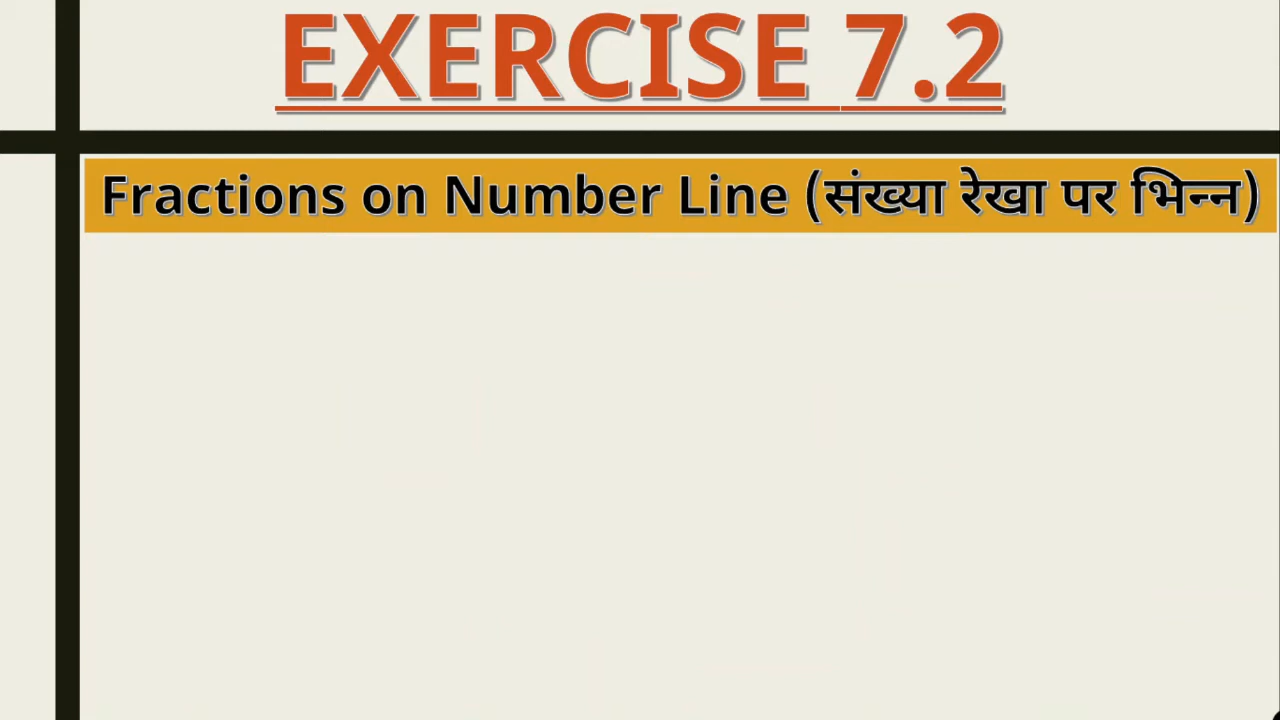 EXERCISE 7.2
Fractions on Number Line (संख्या रेखा पर भिन्न)